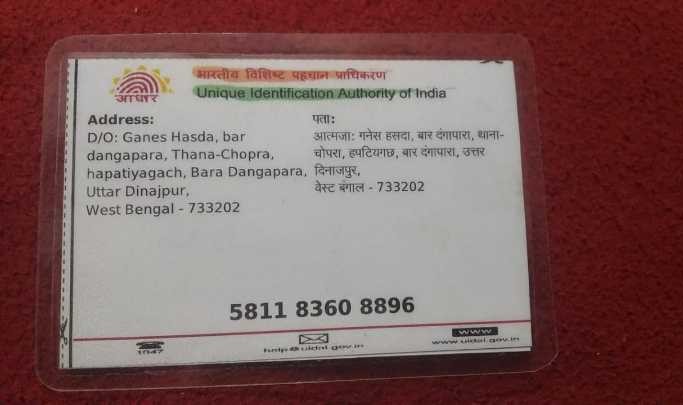 भारतीय विशिष्ट पहचान प्राधिकरण
Unique Identification Authority of India
आधार
Address:
D/O: Ganes Hasda, bar
dangapara, Thana-Chopra,
hapatiyagach, Bara Dangapara,
Uttar Dinajpur,
West Bengal - 733202
पता:
आत्मजा: गनेस हसदा, बार दंगापारा, थाना-
चोपरा, हपटियगछ, बार दंगापारा, उत्तर
दिनाजपुर,
वेस्ट बंगाल - 733202
5811 8360 8896
1947
help@uidai.gov.in
www
www.uidai.gov.in